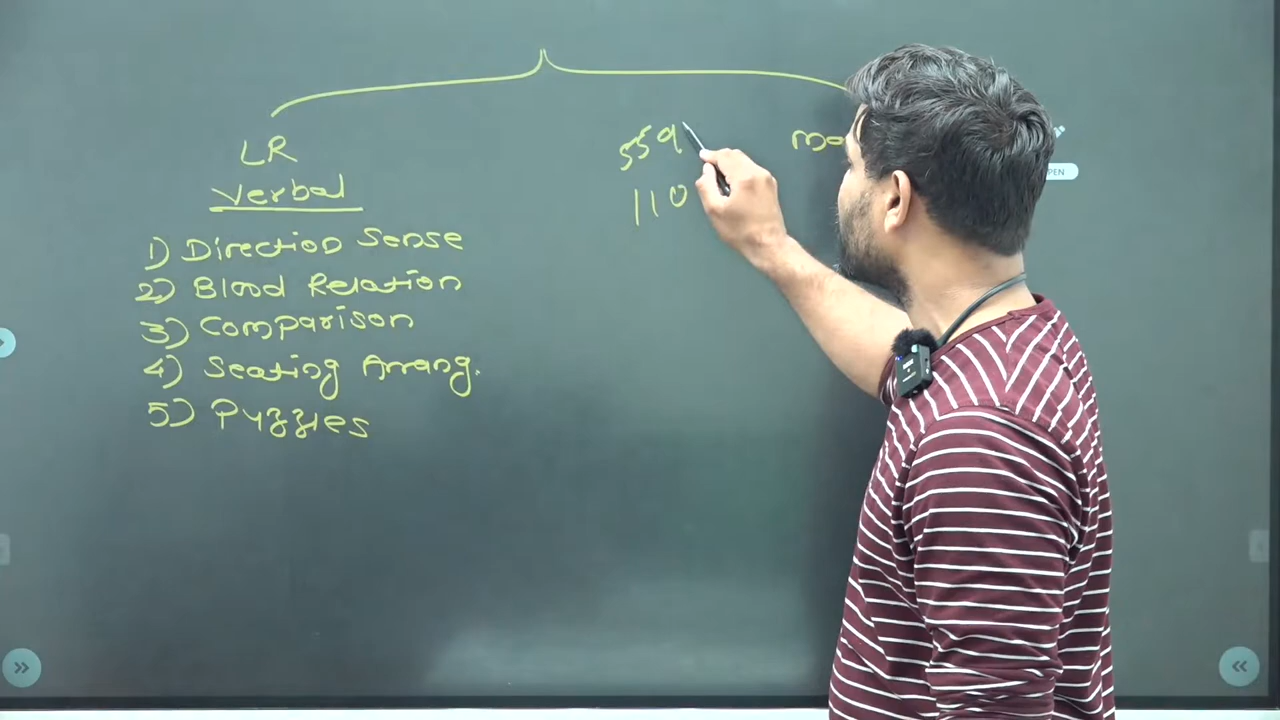 LR
Verbal
1) Direction Sense
2) Blood Relation
3) Comparison
4) Seating Arrang.
5) Puzzles
559
110